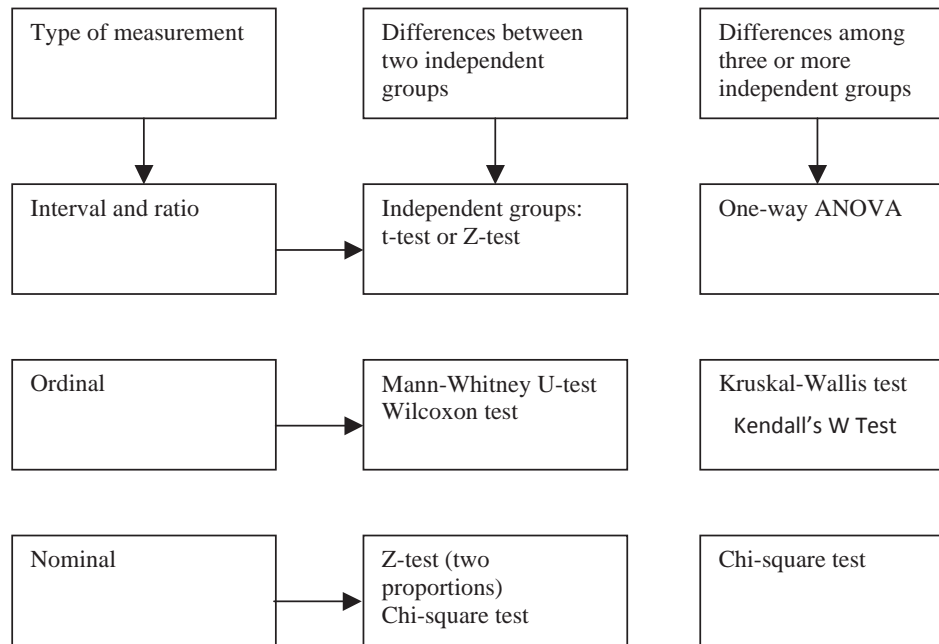 Type of measurement
Differences between
two independent
groups
Differences among
three or more
independent groups
Interval and ratio
Independent groups:
t-test or Z-test
One-way ANOVA
Ordinal
Mann-Whitney U-test
Wilcoxon test
Kruskal-Wallis test
Kendall’s W Test
Nominal
Z-test (two
proportions)
Chi-square test
Chi-square test